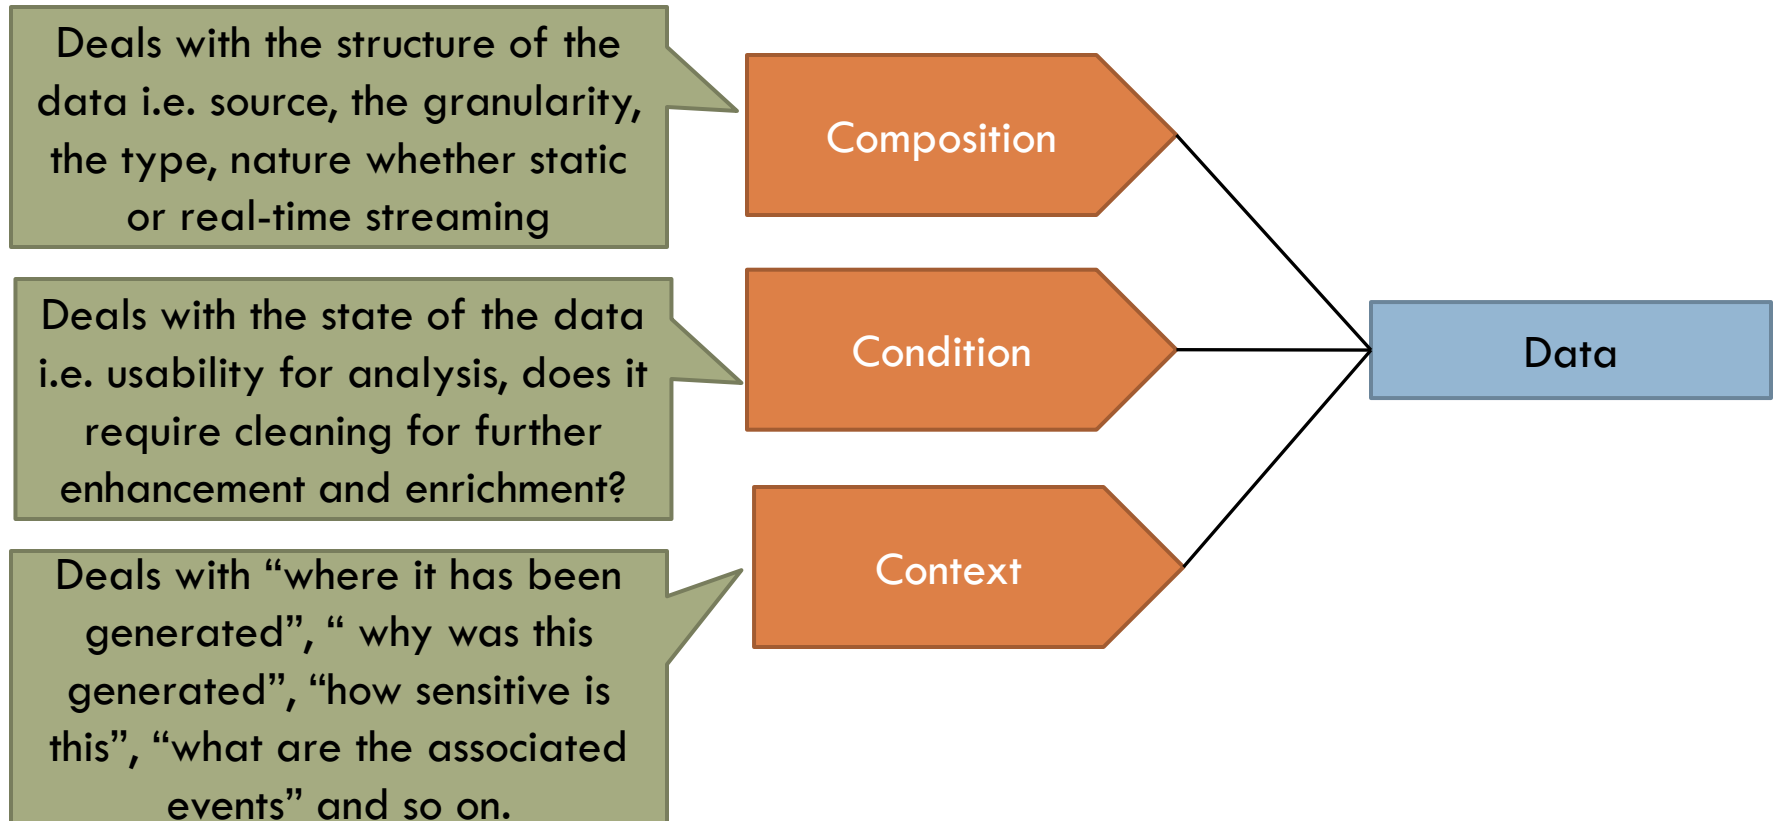 Deals with the structure of the
data i.e. source, the granularity,
the type, nature whether static
or real-time streaming
Composition
Deals with the state of the data
i.e. usability for analysis, does it
require cleaning for further
enhancement and enrichment?
Condition
Data
Deals with “where it has been
generated”, “ why was this
generated”, “how sensitive is
this”, “what are the associated
events” and so on.
Context